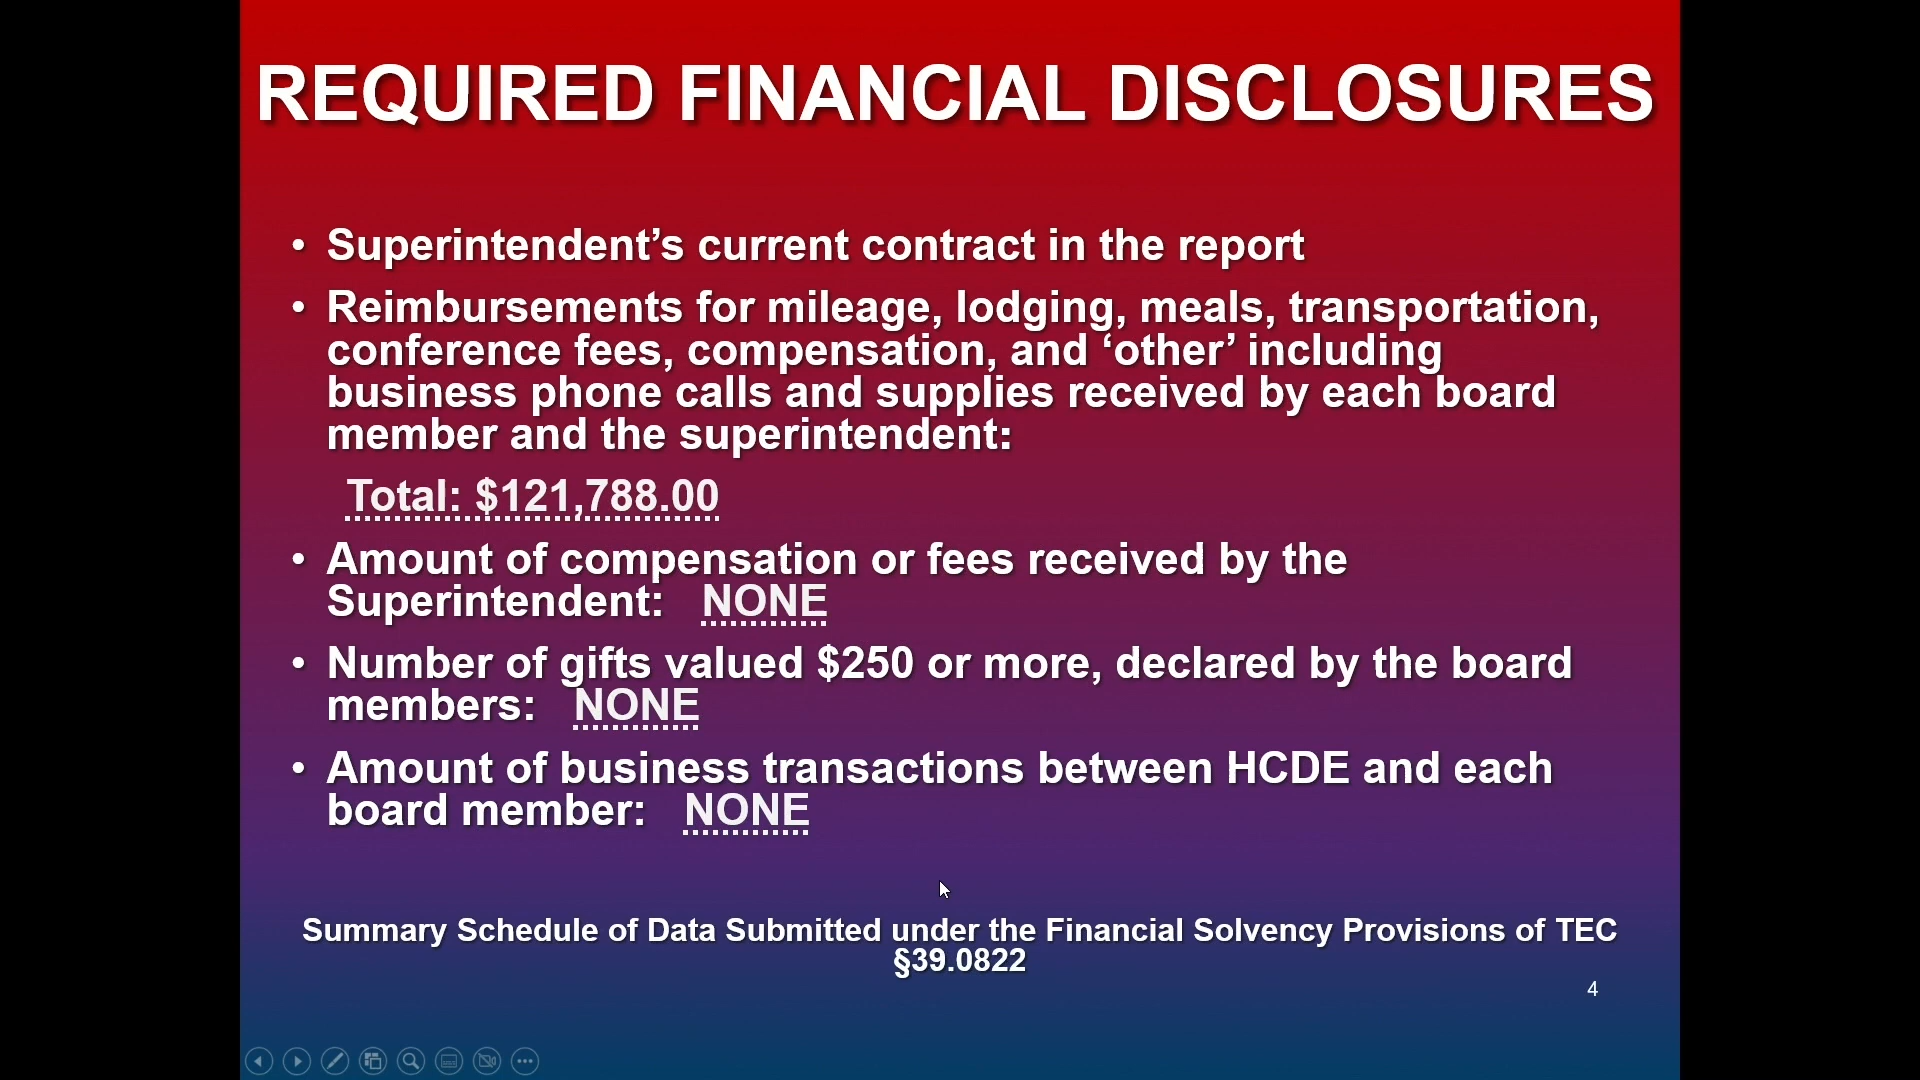 REQUIRED FINANCIAL DISCLOSURES
• Superintendent’s current contract in the report
• Reimbursements for mileage, lodging, meals, transportation,
conference fees, compensation, and ‘other’ including
business phone calls and supplies received by each board
member and the superintendent:
Total: $121,788.00
• Amount of compensation or fees received by the
Superintendent: NONE
• Number of gifts valued $250 or more, declared by the board
members: NONE
• Amount of business transactions between HCDE and each
board member: NONE
Summary Schedule of Data Submitted under the Financial Solvency Provisions of TEC
§39.0822
4